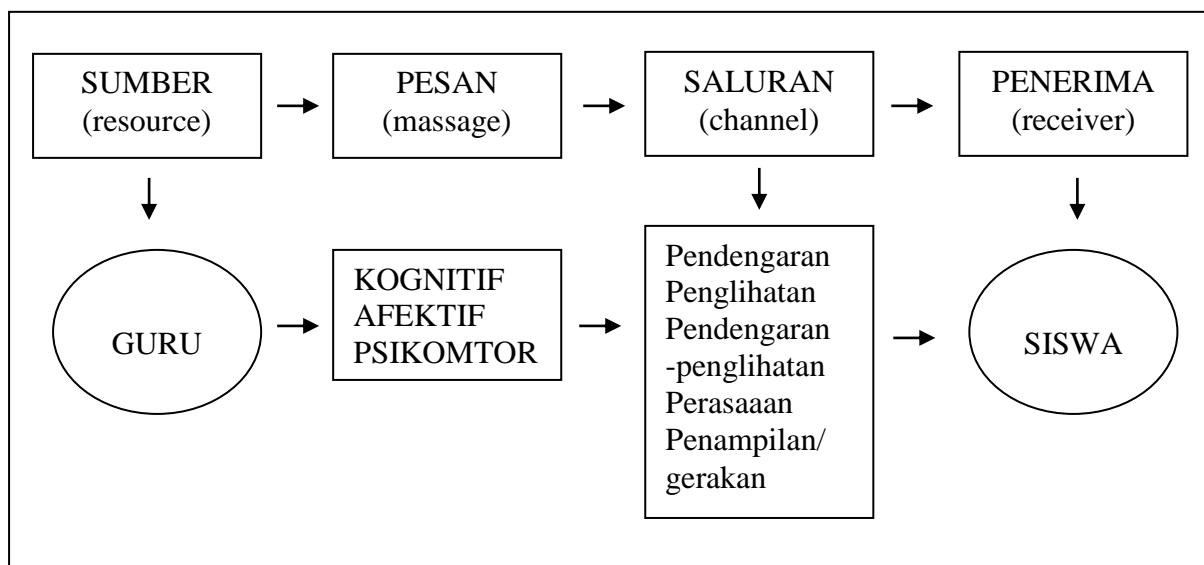 SUMBER
(resource)
PESAN
(massage)
SALURAN
(channel)
PENERIMA
(receiver)
GURU
KOGNITIF
AFEKTIF
PSIKOMTOR
Pendengaran
Penglihatan
Pendengaran
-penglihatan
Perasaaan
Penampilan/
gerakan
SISWA